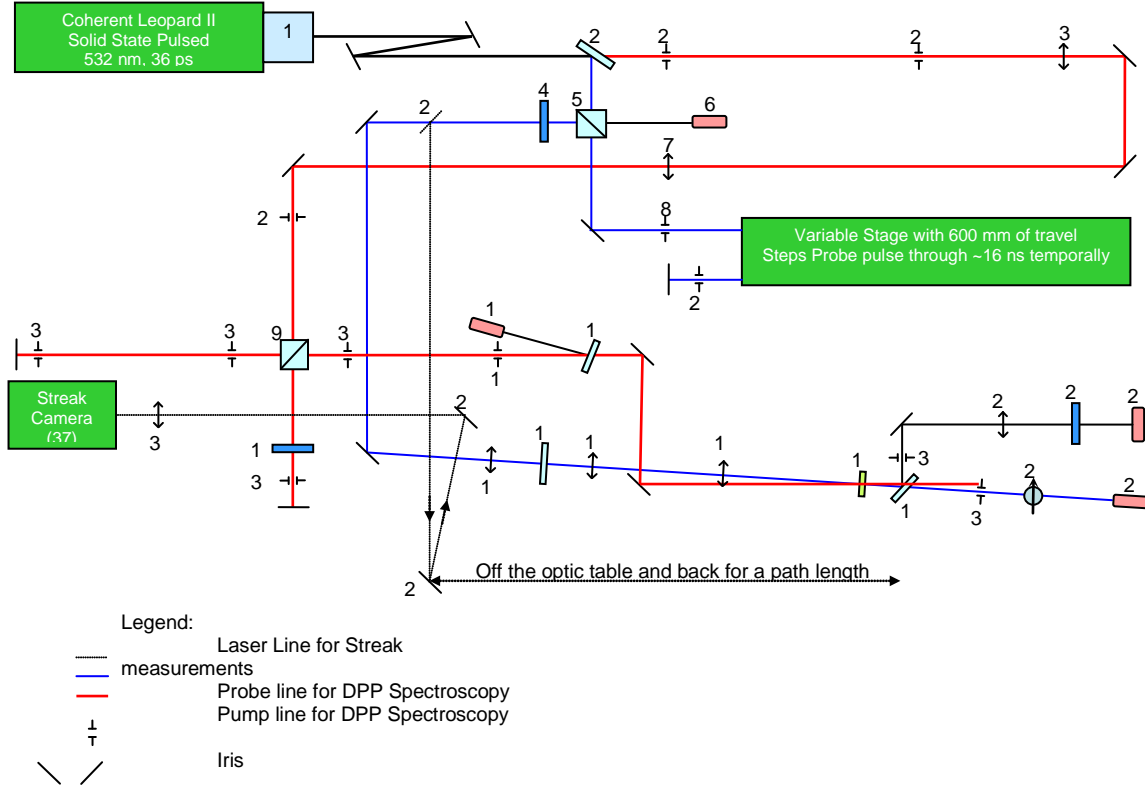 Coherent Leopard II
Solid State Pulsed
532 nm, 36 ps
1
2
2
2
3
4
5
6
2
7
2
8
Variable Stage with 600 mm of travel
Steps Probe pulse through ~16 ns temporally
2
3
3
9
3
1
1
1
Streak
Camera
(37)
3
2
1
3
1
1
1
1
1
2
2
2
3
1
2
3
2
2
Off the optic table and back for a path length
Legend:
Laser Line for Streak
measurements
Probe line for DPP Spectroscopy
Pump line for DPP Spectroscopy
Iris